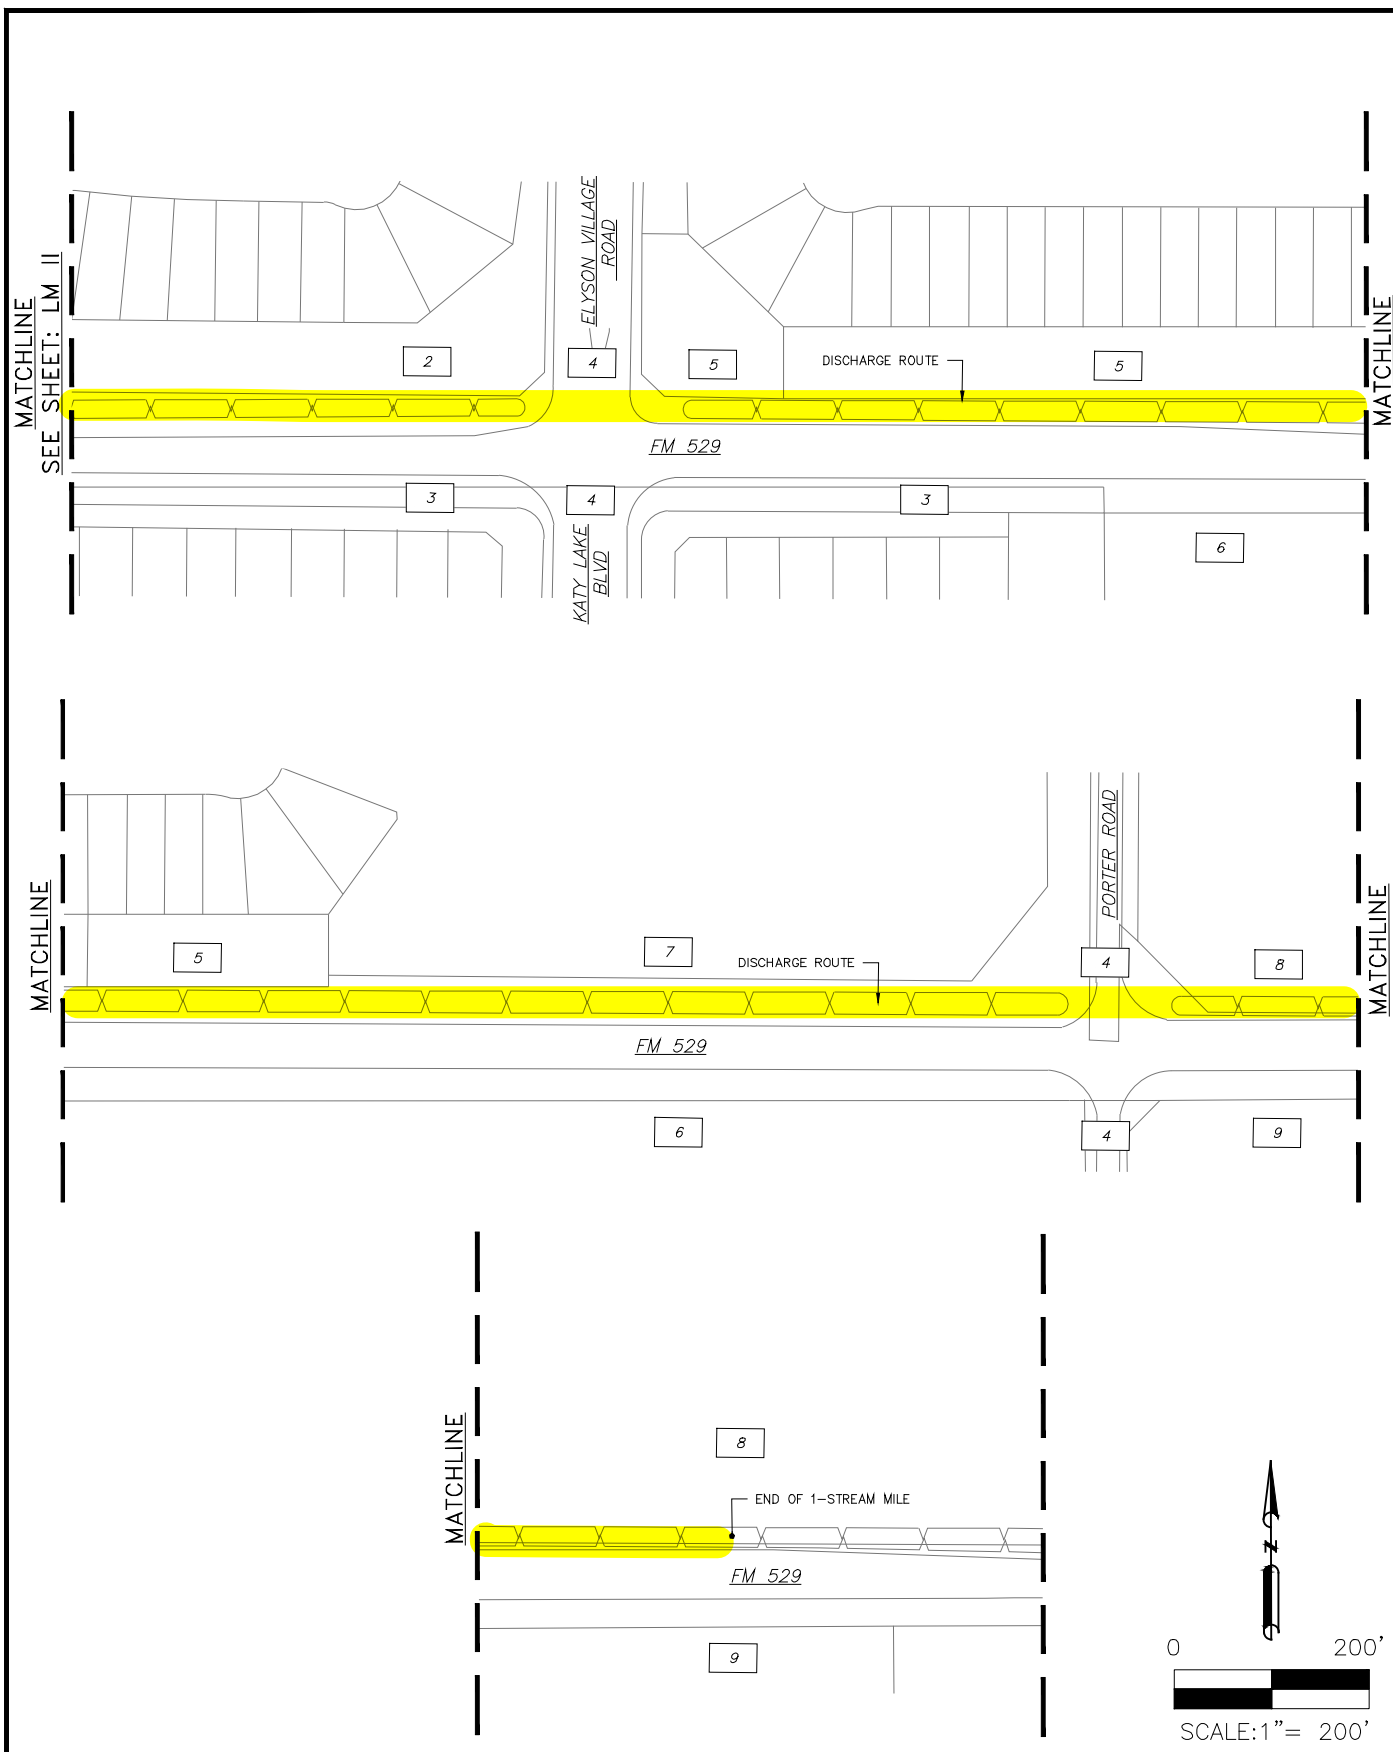 ELYSON VILLAGE
ROAD
MATCHLINE
SEE SHEET: LM II
MATCHLINE
2
4
5
DISCHARGE ROUTE
5
FM 529
3
4
3
KATY LAKE
BLVD
6
PORTER ROAD
MATCHLINE
MATCHLINE
5
7
DISCHARGE ROUTE
4
8
FM 529
6
4
9
MATCHLINE
8
END OF 1-STREAM MILE
FM 529
9
N
0 200'
SCALE:1"= 200'